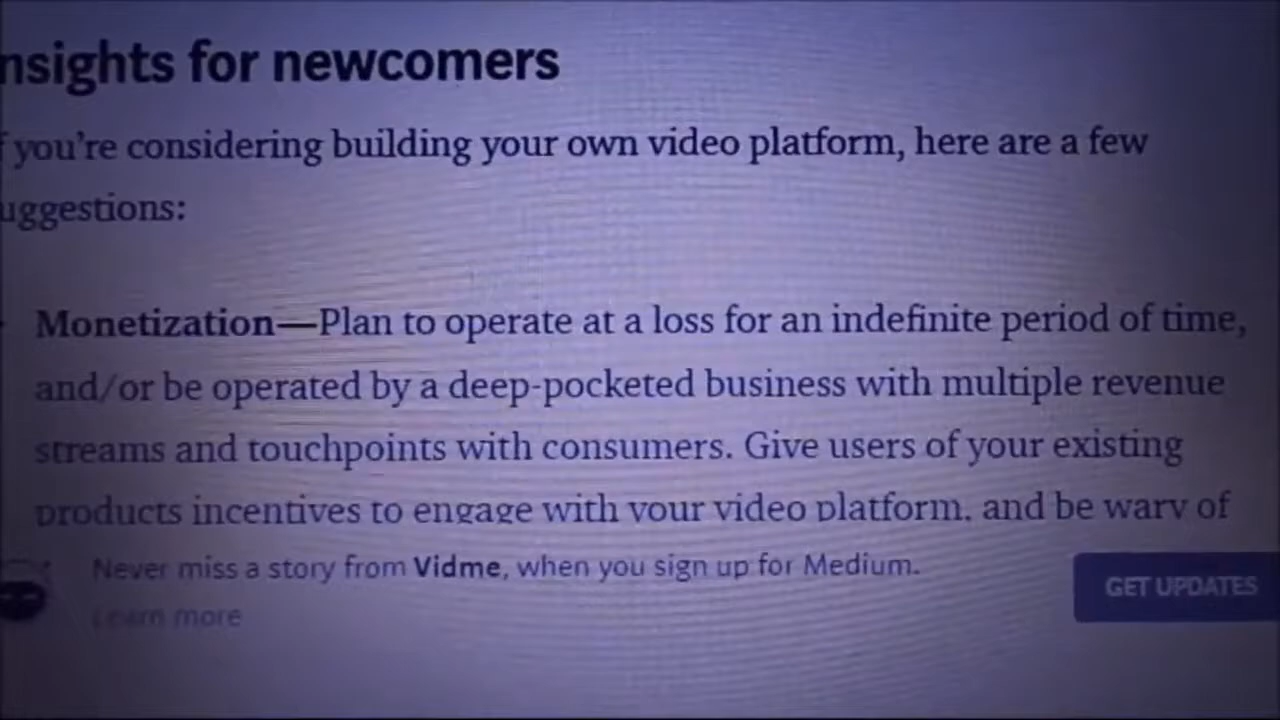 nsights for newcomers
f you're considering building your own video platform, here are a few
uggestions:
Monetization—Plan to operate at a loss for an indefinite period of time,
and/or be operated by a deep-pocketed business with multiple revenue
streams and touchpoints with consumers. Give users of your existing
products incentives to engage with your video platform, and be wary of
Never miss a story from Vidme, when you sign up for Medium.
Learn more
GET UPDATES